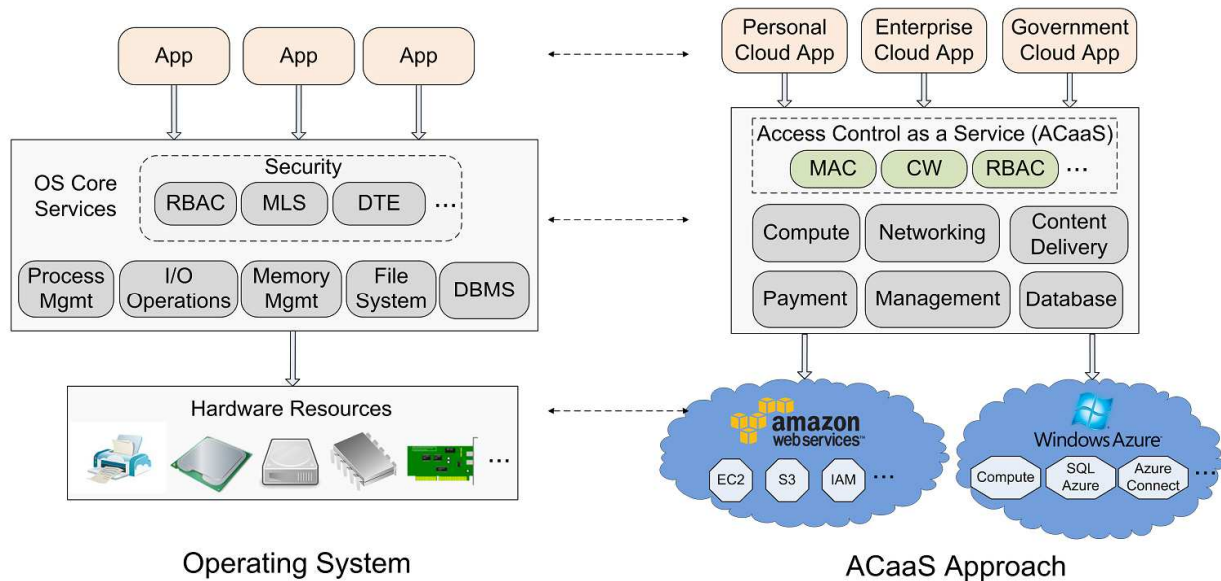 App
App
App
OS Core
Services
Security
RBAC
MLS
DTE
...
Process
Mgmt
I/O
Operations
Memory
Mgmt
File
System
DBMS
Hardware Resources
...
Operating System
Personal
Cloud App
Enterprise
Cloud App
Government
Cloud App
Access Control as a Service (ACaaS)
MAC
CW
RBAC
...
Compute
Networking
Content
Delivery
Payment
Management
Database
amazon
web services™
EC2
S3
IAM
...
Windows Azure™
Compute
SQL
Azure
Azure
Connect
...
ACaaS Approach